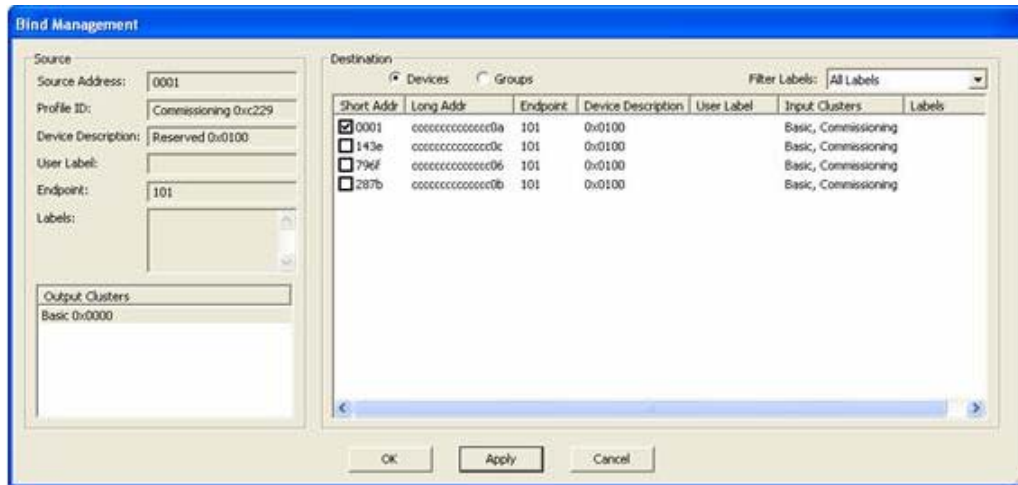 Bind Management
Source
Source Address: 0001
Profile ID: Commissioning 0xc229
Device Description: Reserved 0x0100
User Label:
Endpoint: 101
Labels:
Output Clusters
Basic 0x0000
Destination
Devices Groups Filter Labels: All Labels
Short Addr Long Addr Endpoint Device Description User Label Input Clusters Labels
0001 cccccccccccccc0a 101 0x0100 Basic, Commissioning
143e cccccccccccccc0c 101 0x0100 Basic, Commissioning
796f cccccccccccccc06 101 0x0100 Basic, Commissioning
287b cccccccccccccc0b 101 0x0100 Basic, Commissioning
OK Apply Cancel